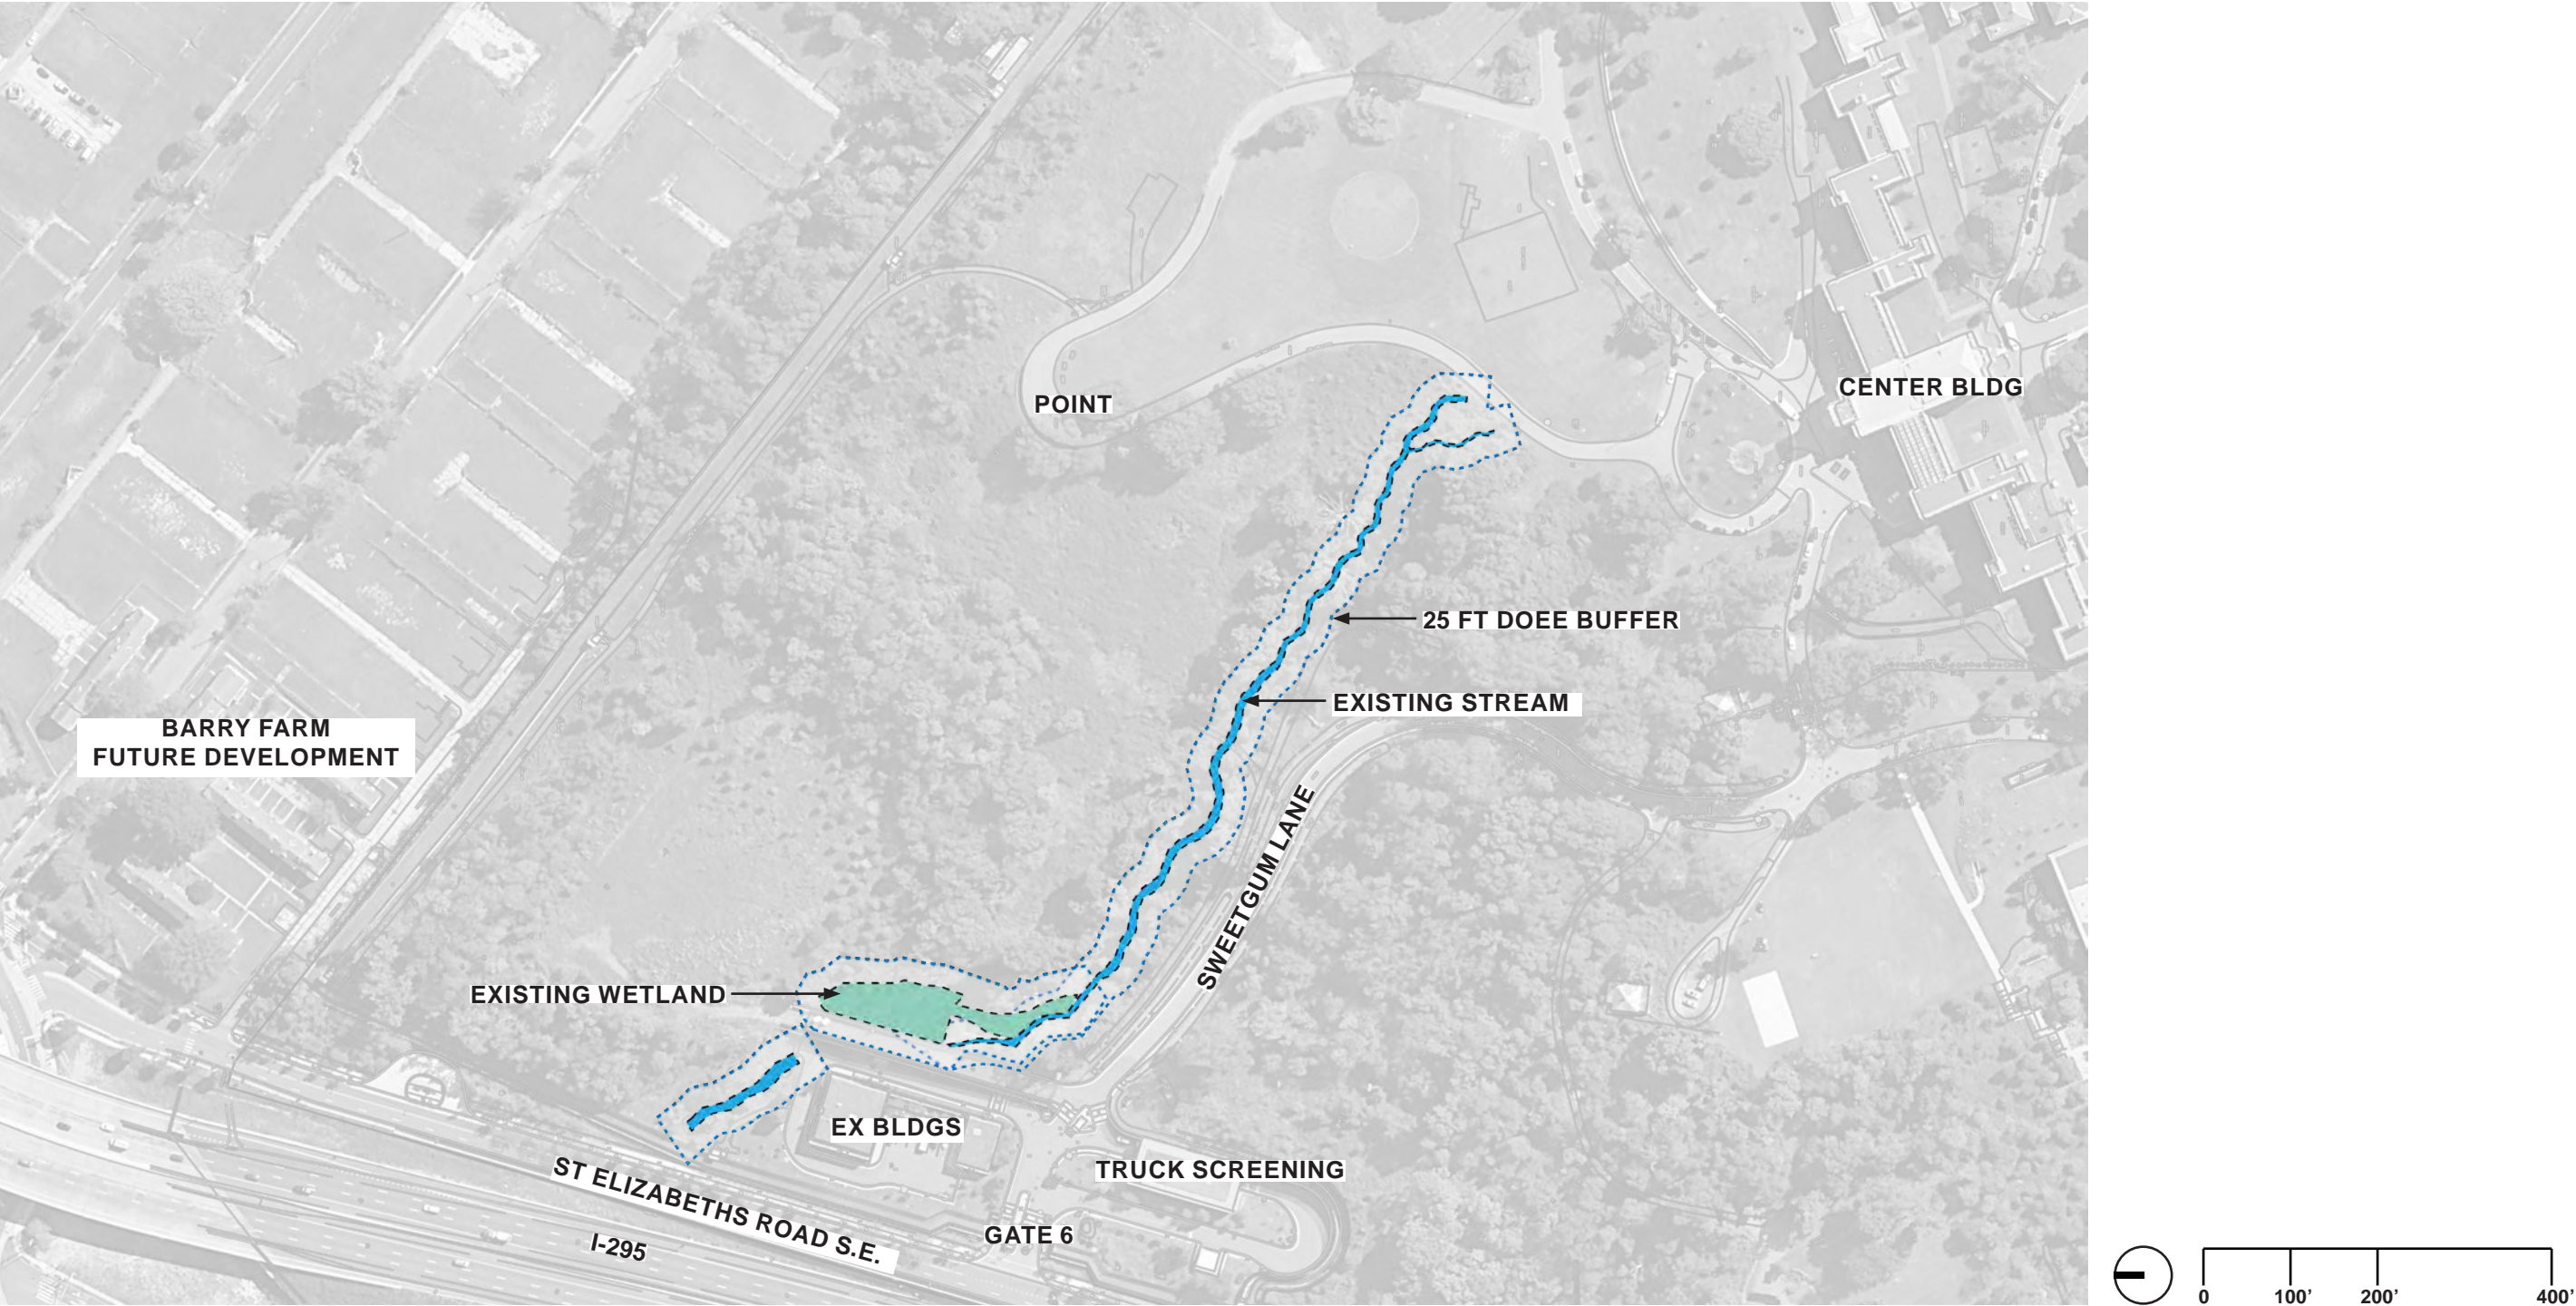 POINT
CENTER BLDG
25 FT DOEE BUFFER
EXISTING STREAM
BARRY FARM
FUTURE DEVELOPMENT
SWEETGUM LANE
EXISTING WETLAND
EX BLDGS
TRUCK SCREENING
ST ELIZABETHS ROAD S.E.
GATE 6
I-295
0 100’ 200’ 400’